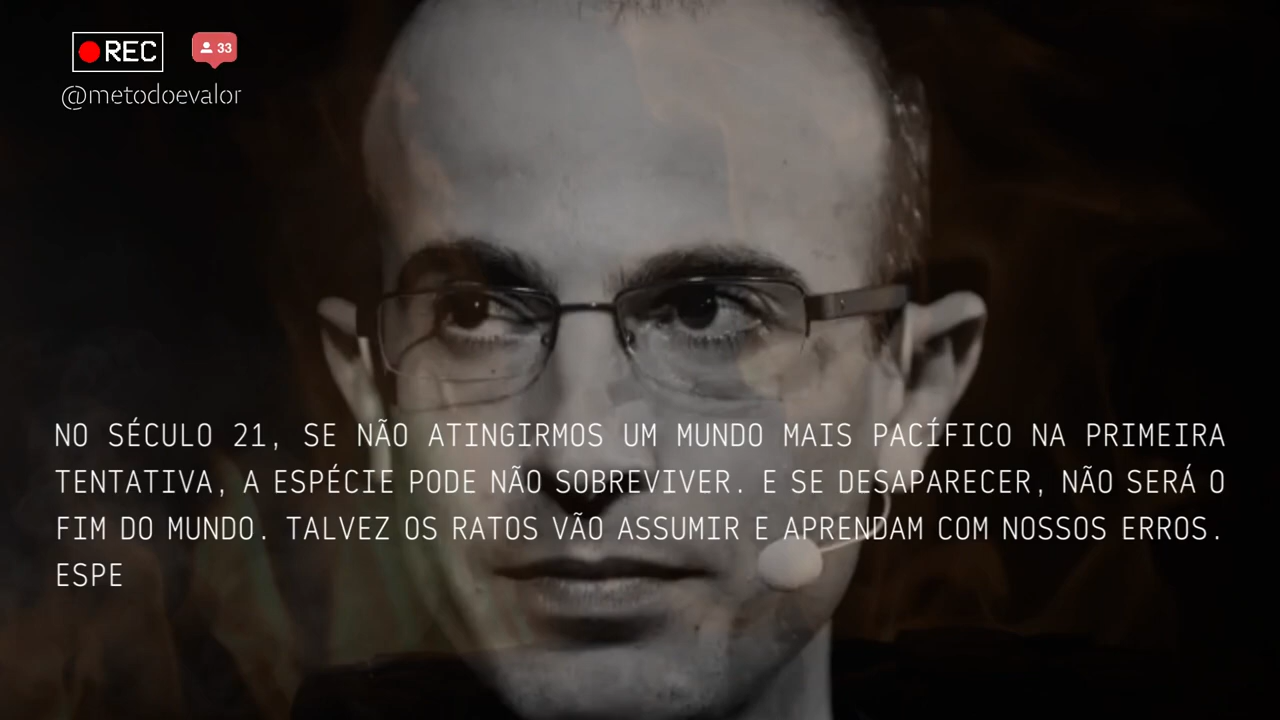 REC
33
@metodoevalor
NO SÉCULO 21, SE NÃO ATINGIRMOS UM MUNDO MAIS PACÍFICO NA PRIMEIRA
TENTATIVA, A ESPÉCIE PODE NÃO SOBREVIVER. E SE DESAPARECER, NÃO SERÁ O
FIM DO MUNDO. TALVEZ OS RATOS VÃO ASSUMIR E APRENDAM COM NOSSOS ERROS.
ESPE